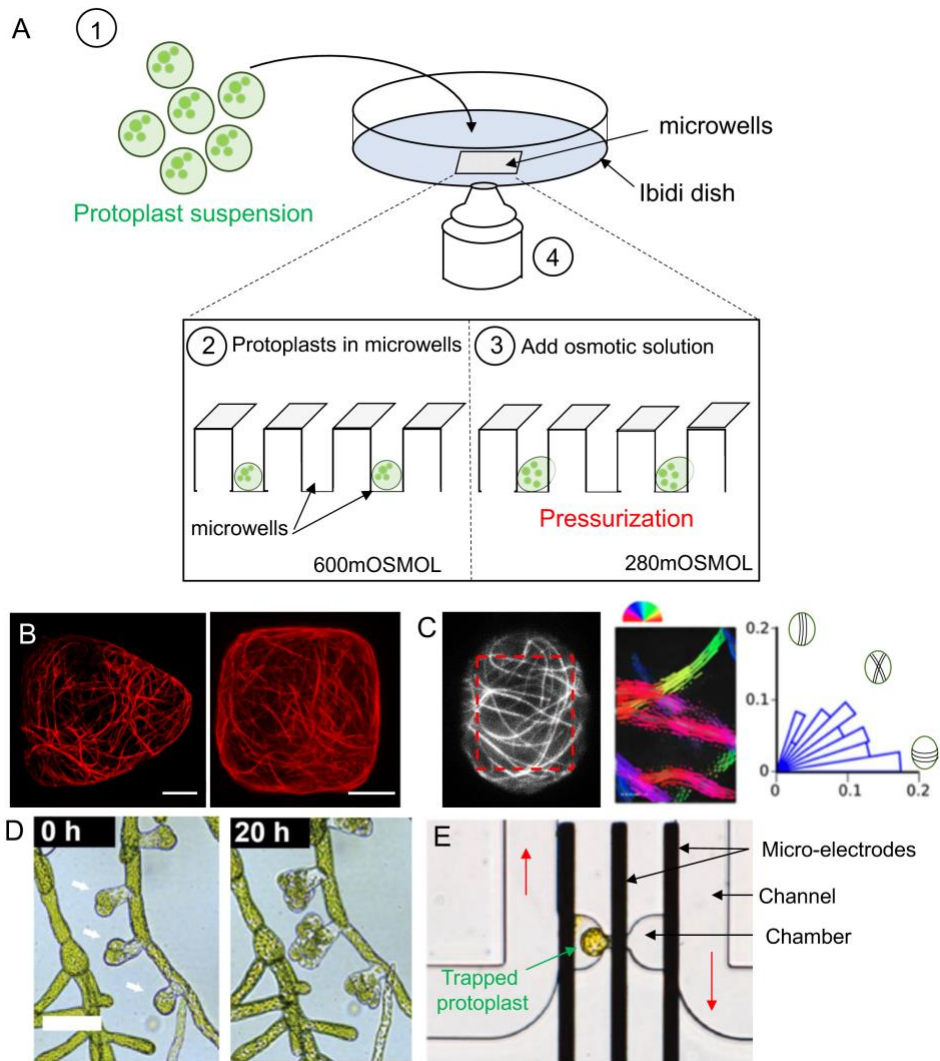 A
1
Protoplast suspension
microwells
Ibidi dish
4
2 Protoplasts in microwells
3 Add osmotic solution
microwells
Pressurization
600mOSMOL
280mOSMOL
B
C
0.2
0.1
0
0
0.1
0.2
D
0 h
20 h
E
Micro-electrodes
Channel
Chamber
Trapped
protoplast